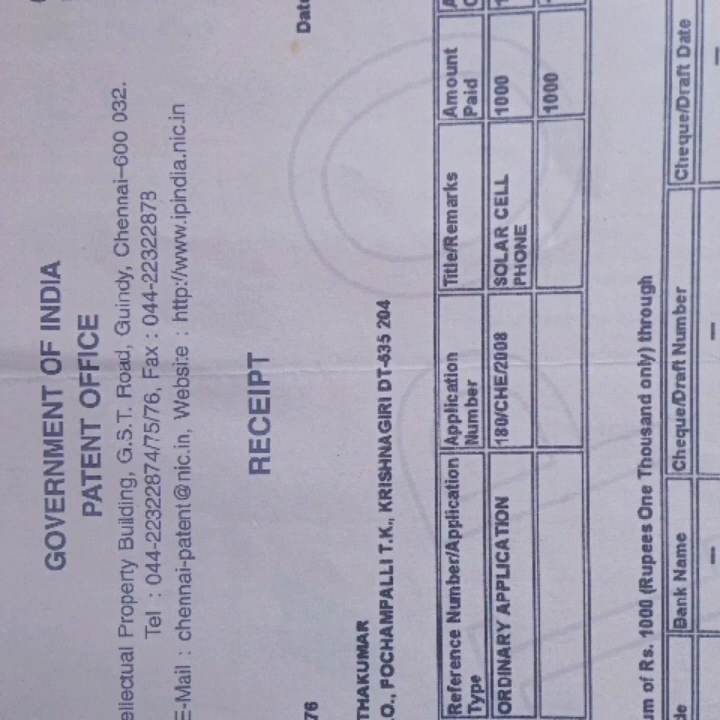 GOVERNMENT OF INDIA
PATENT OFFICE
ellectual Property Building, G.S.T. Road, Guindy, Chennai–600 032.
Tel : 044-22322874/75/76, Fax : 044-22322878
E-Mail : chennai-patent@nic.in, Website : http://www.ipindia.nic.in
RECEIPT
76 Date
THAKUMAR
.O., POCHAMPALLI T.K., KRISHNAGIRI DT-635 204
Reference Number/Application Type Application Number Title/Remarks Amount Paid
ORDINARY APPLICATION 180/CHE/2008 SOLAR CELL PHONE 1000
1000
m of Rs. 1000 (Rupees One Thousand only) through
Bank Name Cheque/Draft Number Cheque/Draft Date
– – –